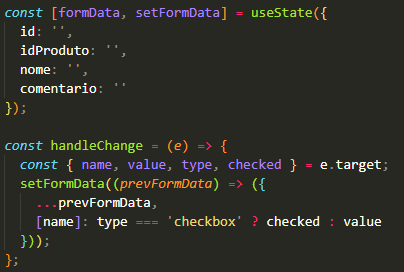 const [formData, setFormData] = useState({
  id: '',
  idProduto: '',
  nome: '',
  comentario: ''
});

const handleChange = (e) => {
  const { name, value, type, checked } = e.target;
  setFormData((prevFormData) => ({
    ...prevFormData,
    [name]: type === 'checkbox' ? checked : value
  }));
};